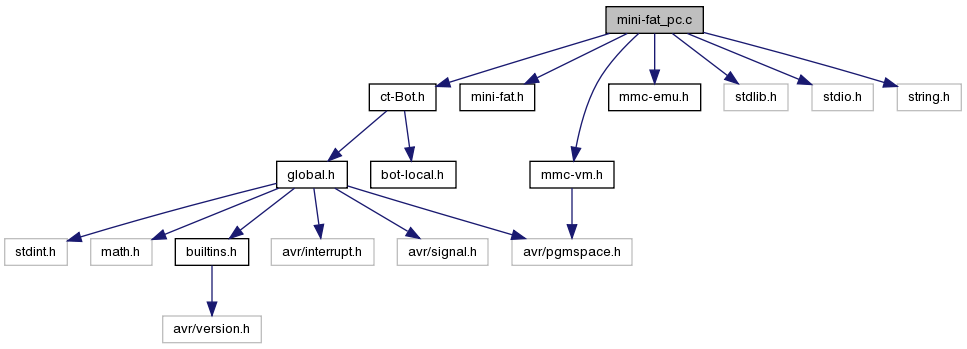 mini-fat_pc.c
ct-Bot.h
mini-fat.h
mmc-emu.h
stdlib.h
stdio.h
string.h
global.h
bot-local.h
mmc-vm.h
stdint.h
math.h
builtins.h
avr/interrupt.h
avr/signal.h
avr/pgmspace.h
avr/version.h